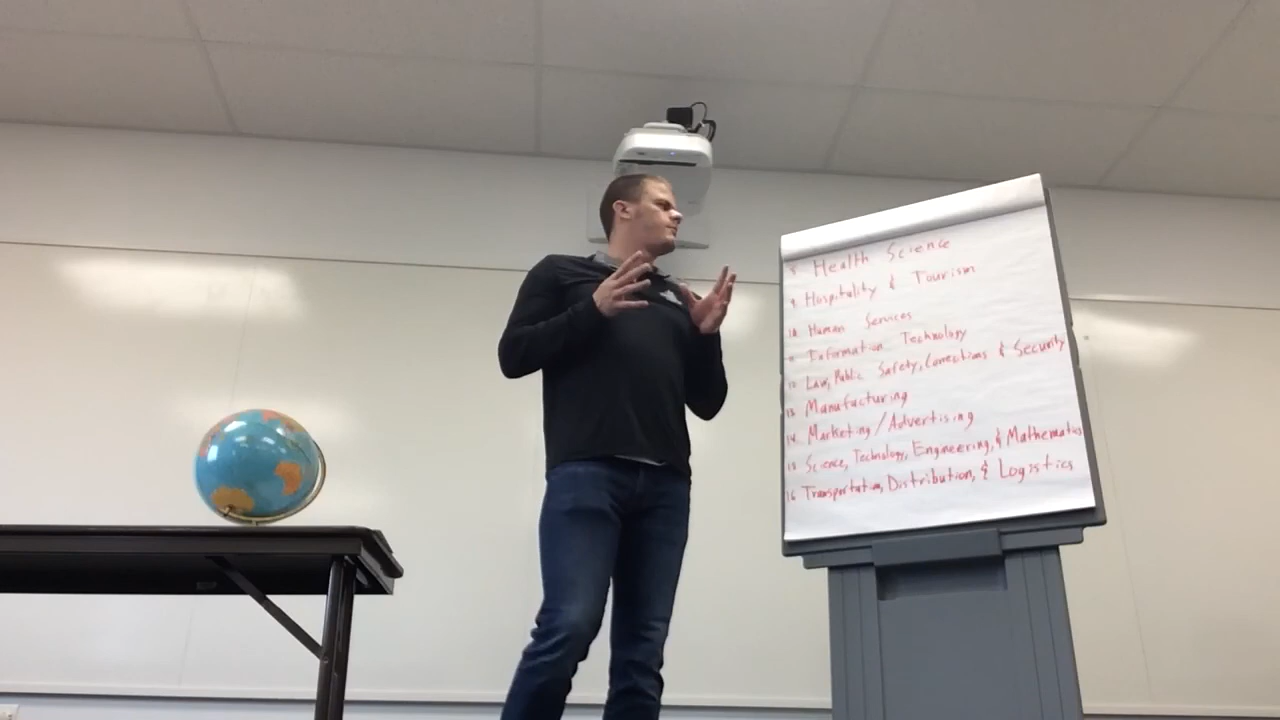 8. Health Science
9. Hospitality & Tourism
10. Human Services
11. Information Technology
12. Law, Public Safety, Corrections & Security
13. Manufacturing
14. Marketing/Advertising
15. Science, Technology, Engineering, & Mathematics
16. Transportation, Distribution, & Logistics